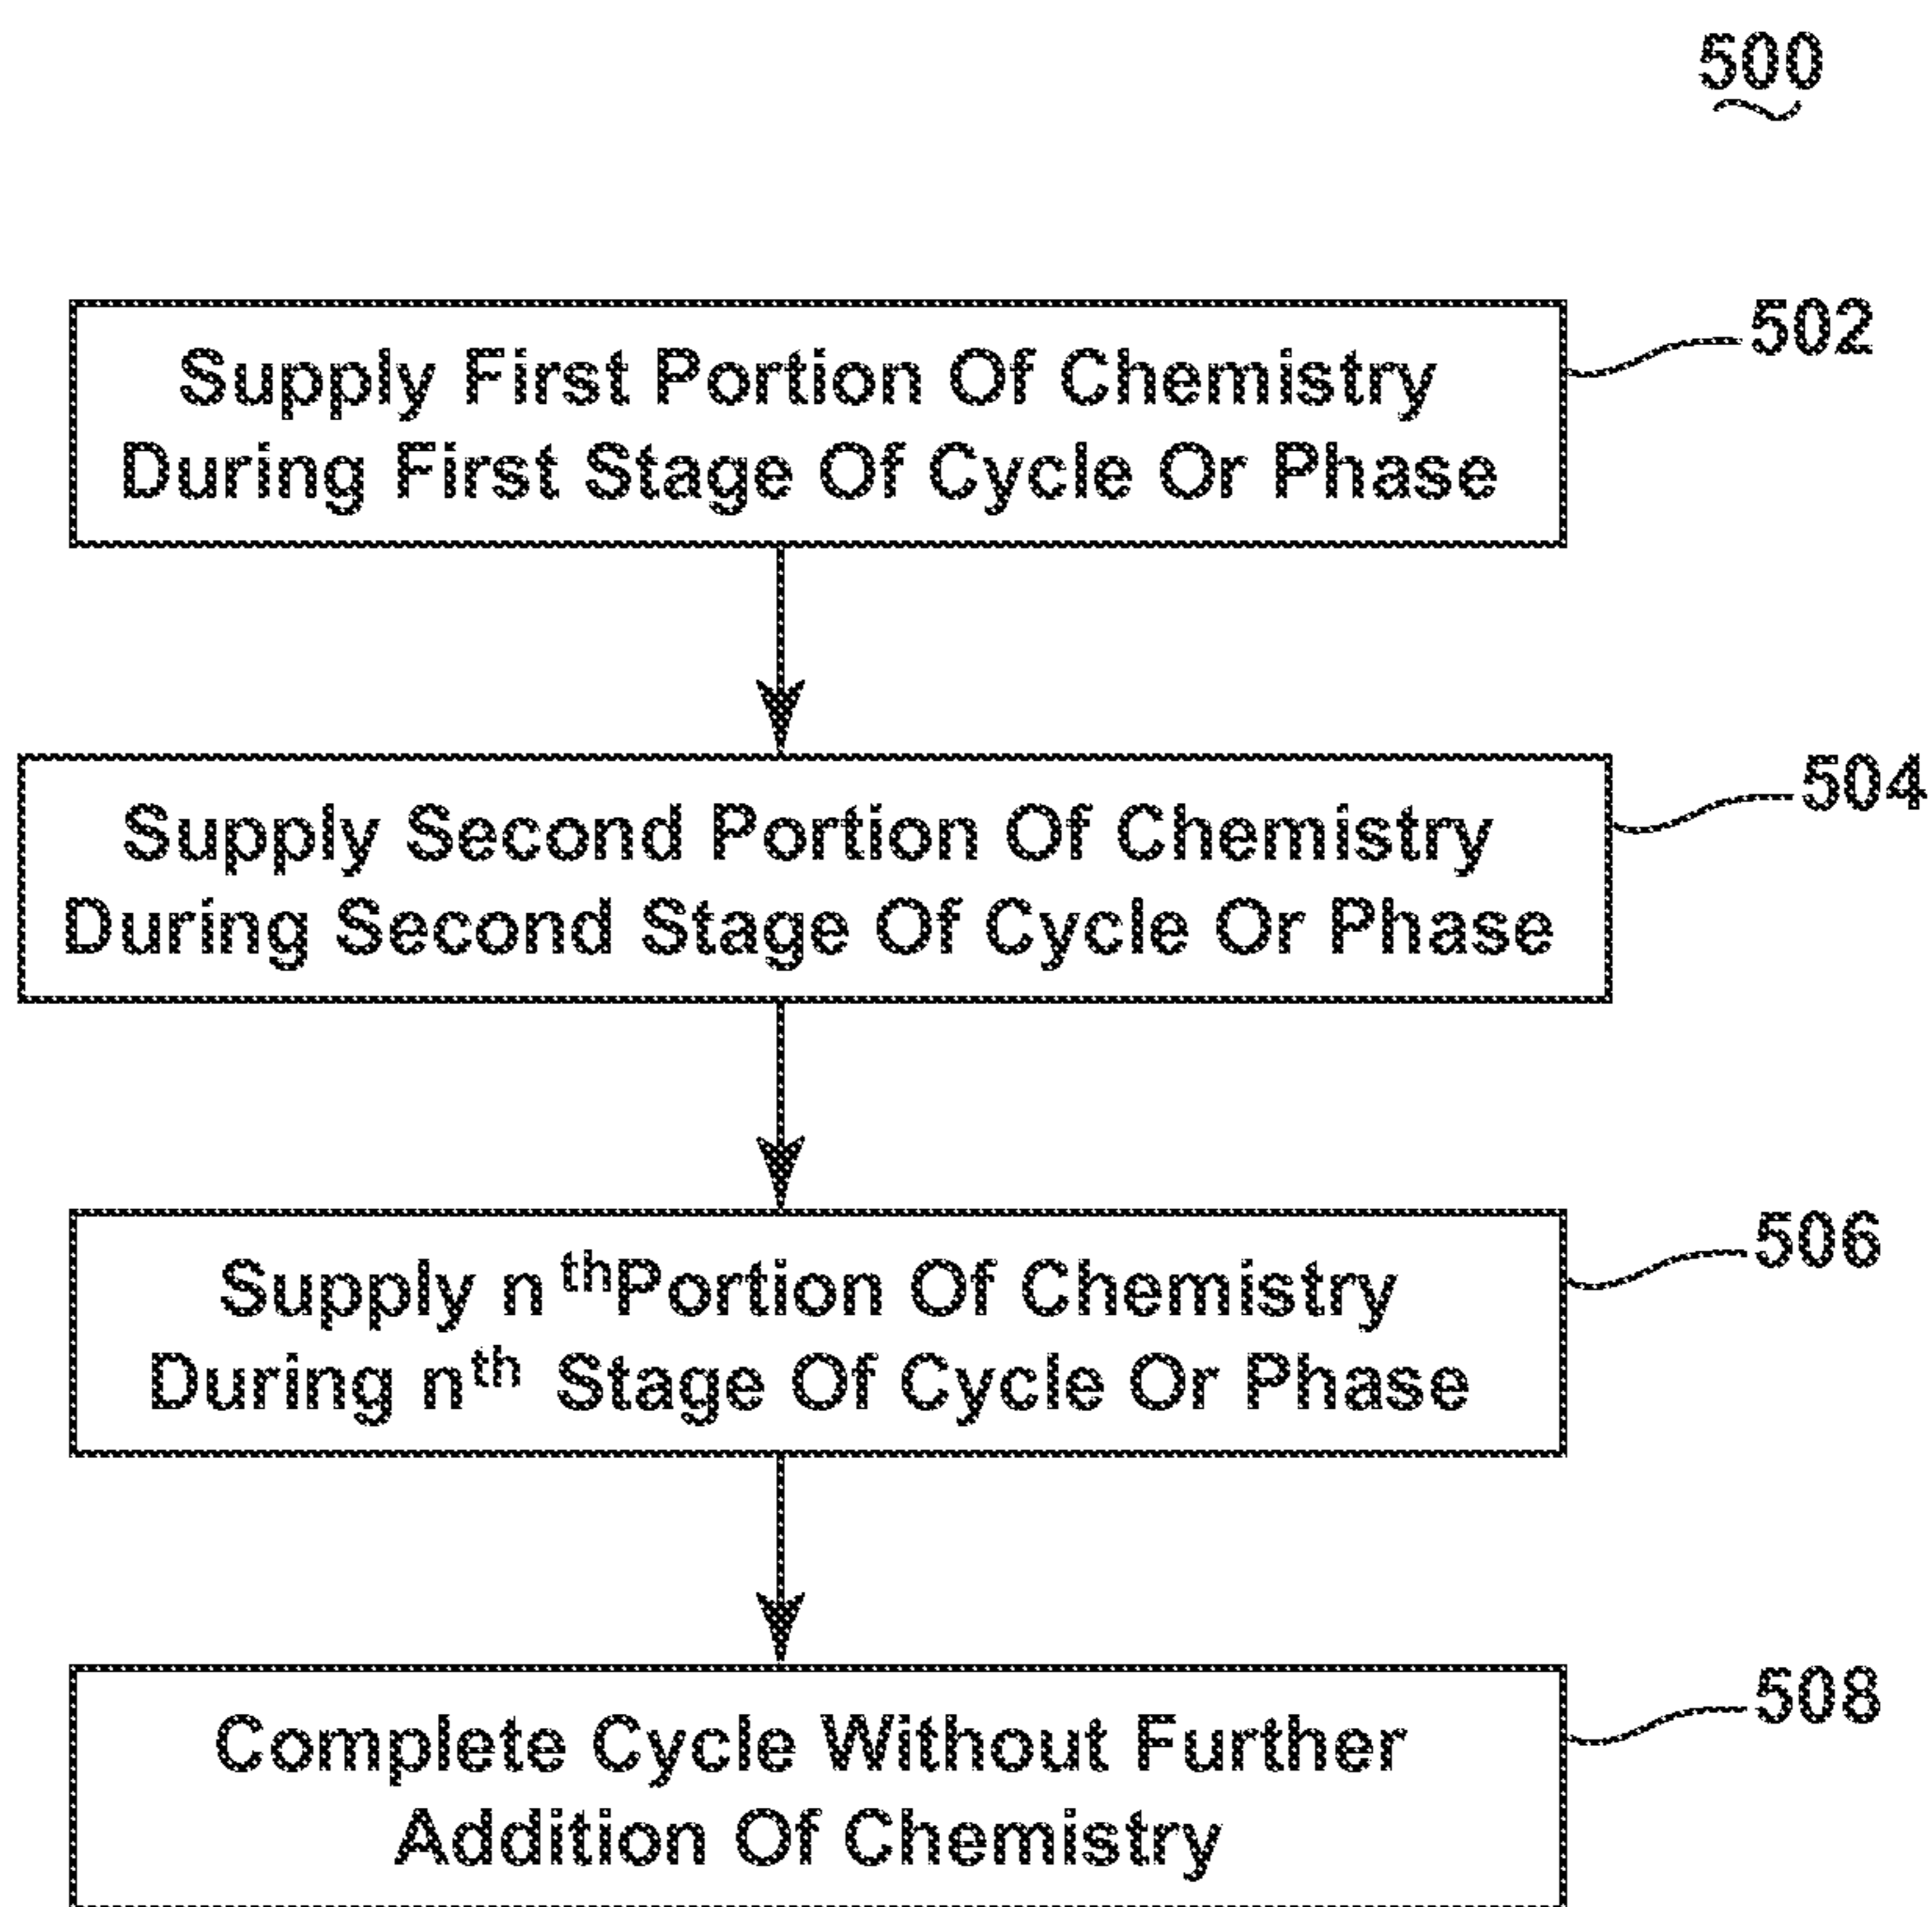 500
Supply First Portion Of Chemistry
During First Stage Of Cycle Or Phase
502
Supply Second Portion Of Chemistry
During Second Stage Of Cycle Or Phase
504
Supply nth Portion Of Chemistry
During nth Stage Of Cycle Or Phase
506
Complete Cycle Without Further
Addition Of Chemistry
508